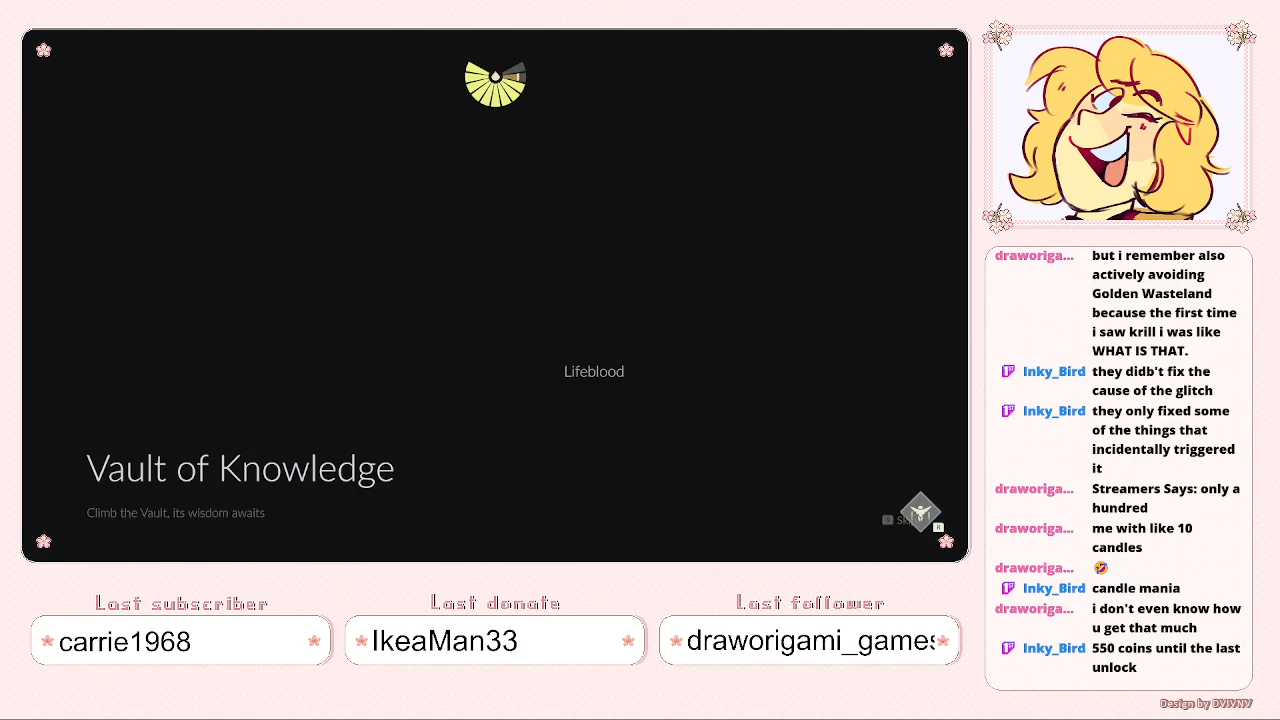 Lifeblood
Vault of Knowledge
Climb the Vault, its wisdom awaits
R
Last subscriber
carrie1968
Last donate
IkeaMan33
Last follower
draworigami_games
draworiga... but i remember also
actively avoiding
Golden Wasteland
because the first time
i saw krill i was like
WHAT IS THAT.
Inky_Bird they didb't fix the
cause of the glitch
Inky_Bird they only fixed some
of the things that
incidentally triggered
it
draworiga... Streamers Says: only a
hundred
draworiga... me with like 10
candles
draworiga... 🤣
Inky_Bird candle mania
draworiga... i don't even know how
u get that much
Inky_Bird 550 coins until the last
unlock
Design by DVIVNV